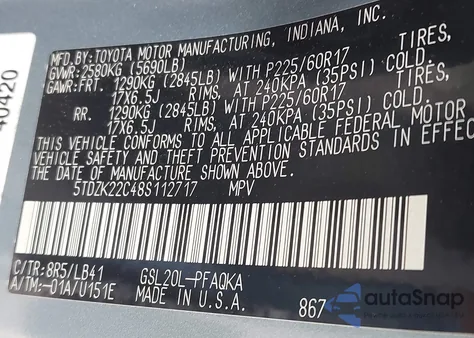 40420
MFD.BY:TOYOTA MOTOR MANUFACTURING, INDIANA, INC.
GVWR: 2580KG (5690LB)
GAWR:FRT. 1290KG (2845LB) WITH P225/60R17 TIRES,
17X6.5J RIMS, AT 240KPA (35PSI) COLD.
RR. 1290KG (2845LB) WITH P225/60R17 TIRES,
17X6.5J RIMS, AT 240KPA (35PSI) COLD.
THIS VEHICLE CONFORMS TO ALL APPLICABLE FEDERAL MOTOR
VEHICLE SAFETY AND THEFT PREVENTION STANDARDS IN EFFEC
THE DATE OF MANUFACTURE SHOWN ABOVE.
5TDZK22C48S112717 MPV
C/TR: 8R5/LB41 GSL20L-PFAQKA
A/TM:-01A/U151E MADE IN U.S.A. 867
autoSnap